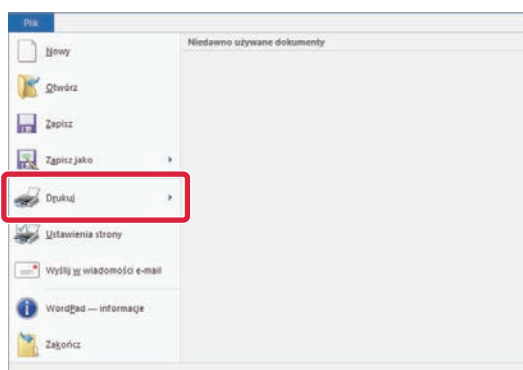 Plik
Niedawno używane dokumenty
Nowy
Otwórz
Zapisz
Zapisz jako
Drukuj
Ustawienia strony
Wyślij w wiadomości e-mail
WordPad — informacje
Zakończ